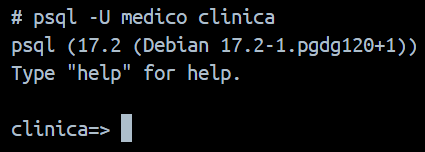 # psql -U medico clinica
psql (17.2 (Debian 17.2-1.pgdg120+1))
Type "help" for help.
clinica=>